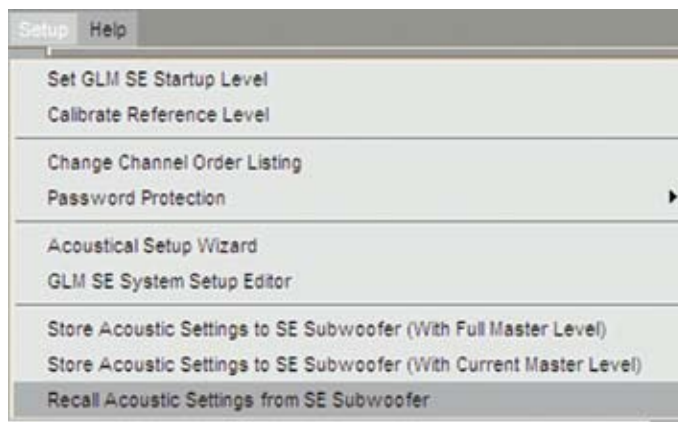 Setup Help
Set GLM SE Startup Level
Calibrate Reference Level
Change Channel Order Listing
Password Protection
Acoustical Setup Wizard
GLM SE System Setup Editor
Store Acoustic Settings to SE Subwoofer (With Full Master Level)
Store Acoustic Settings to SE Subwoofer (With Current Master Level)
Recall Acoustic Settings from SE Subwoofer